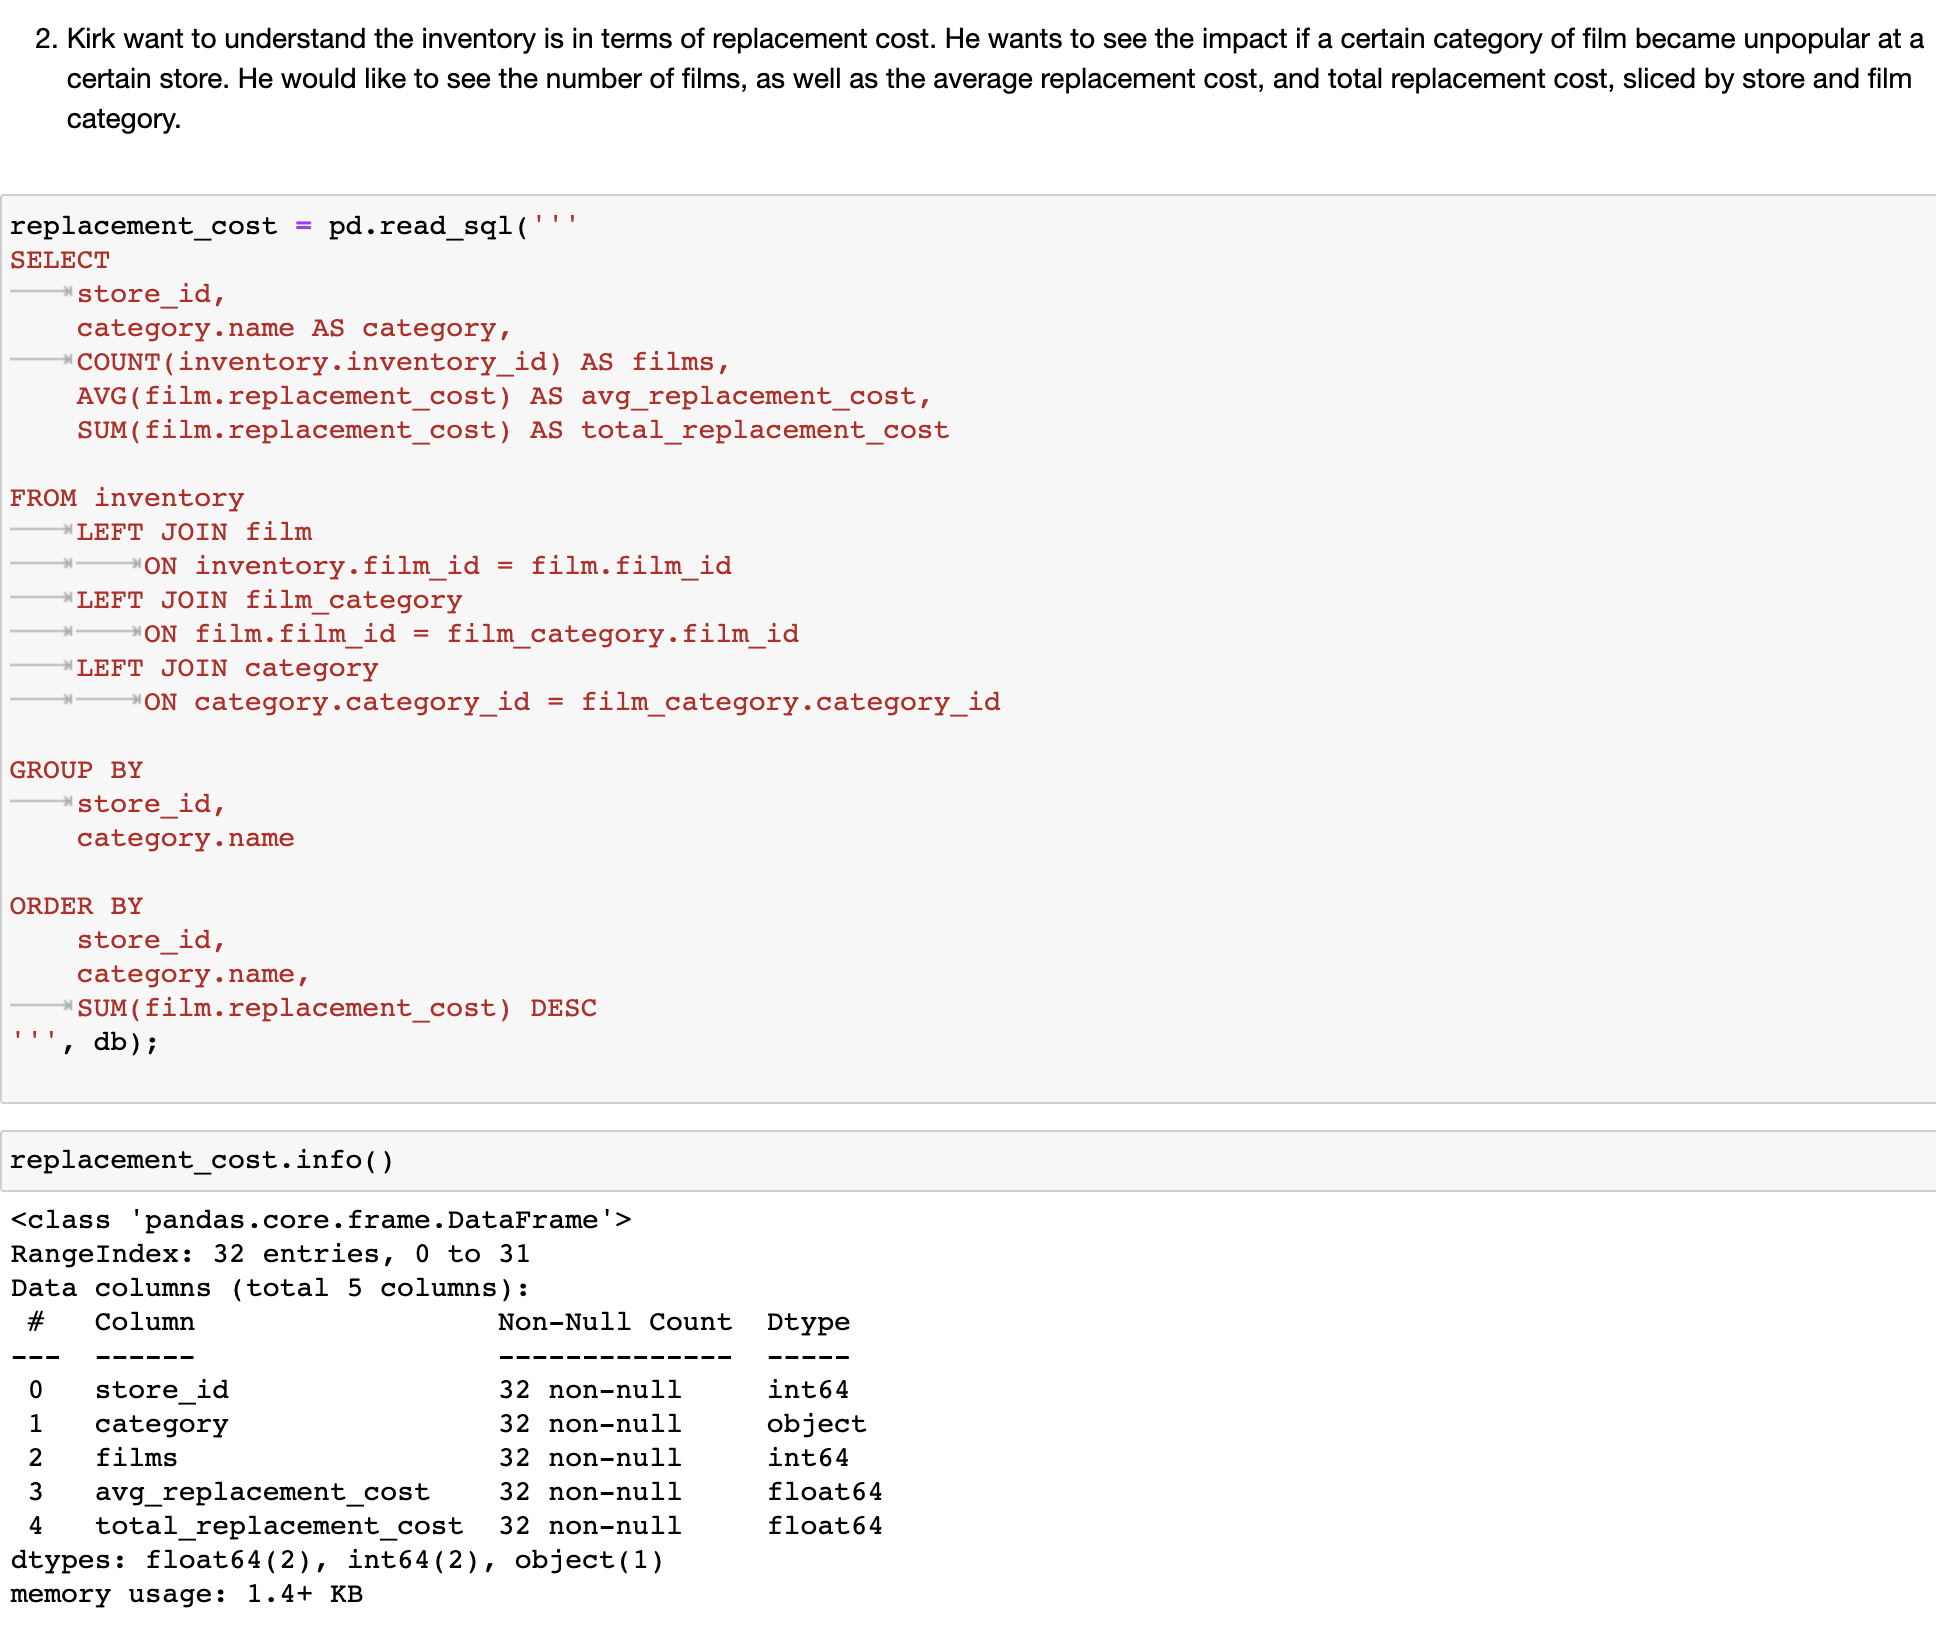 2. Kirk want to understand the inventory is in terms of replacement cost. He wants to see the impact if a certain category of film became unpopular at a
certain store. He would like to see the number of films, as well as the average replacement cost, and total replacement cost, sliced by store and film
category.
replacement_cost = pd.read_sql('''
SELECT
store_id,
category.name AS category,
COUNT(inventory.inventory_id) AS films,
AVG(film.replacement_cost) AS avg_replacement_cost,
SUM(film.replacement_cost) AS total_replacement_cost
FROM inventory
LEFT JOIN film
ON inventory.film_id = film.film_id
LEFT JOIN film_category
ON film.film_id = film_category.film_id
LEFT JOIN category
ON category.category_id = film_category.category_id
GROUP BY
store_id,
category.name
ORDER BY
store_id,
category.name,
SUM(film.replacement_cost) DESC
''', db);
replacement_cost.info()
<class 'pandas.core.frame.DataFrame'>
RangeIndex: 32 entries, 0 to 31
Data columns (total 5 columns):
# Column Non-Null Count Dtype
--- ------ -------------- -----
0 store_id 32 non-null int64
1 category 32 non-null object
2 films 32 non-null int64
3 avg_replacement_cost 32 non-null float64
4 total_replacement_cost 32 non-null float64
dtypes: float64(2), int64(2), object(1)
memory usage: 1.4+ KB